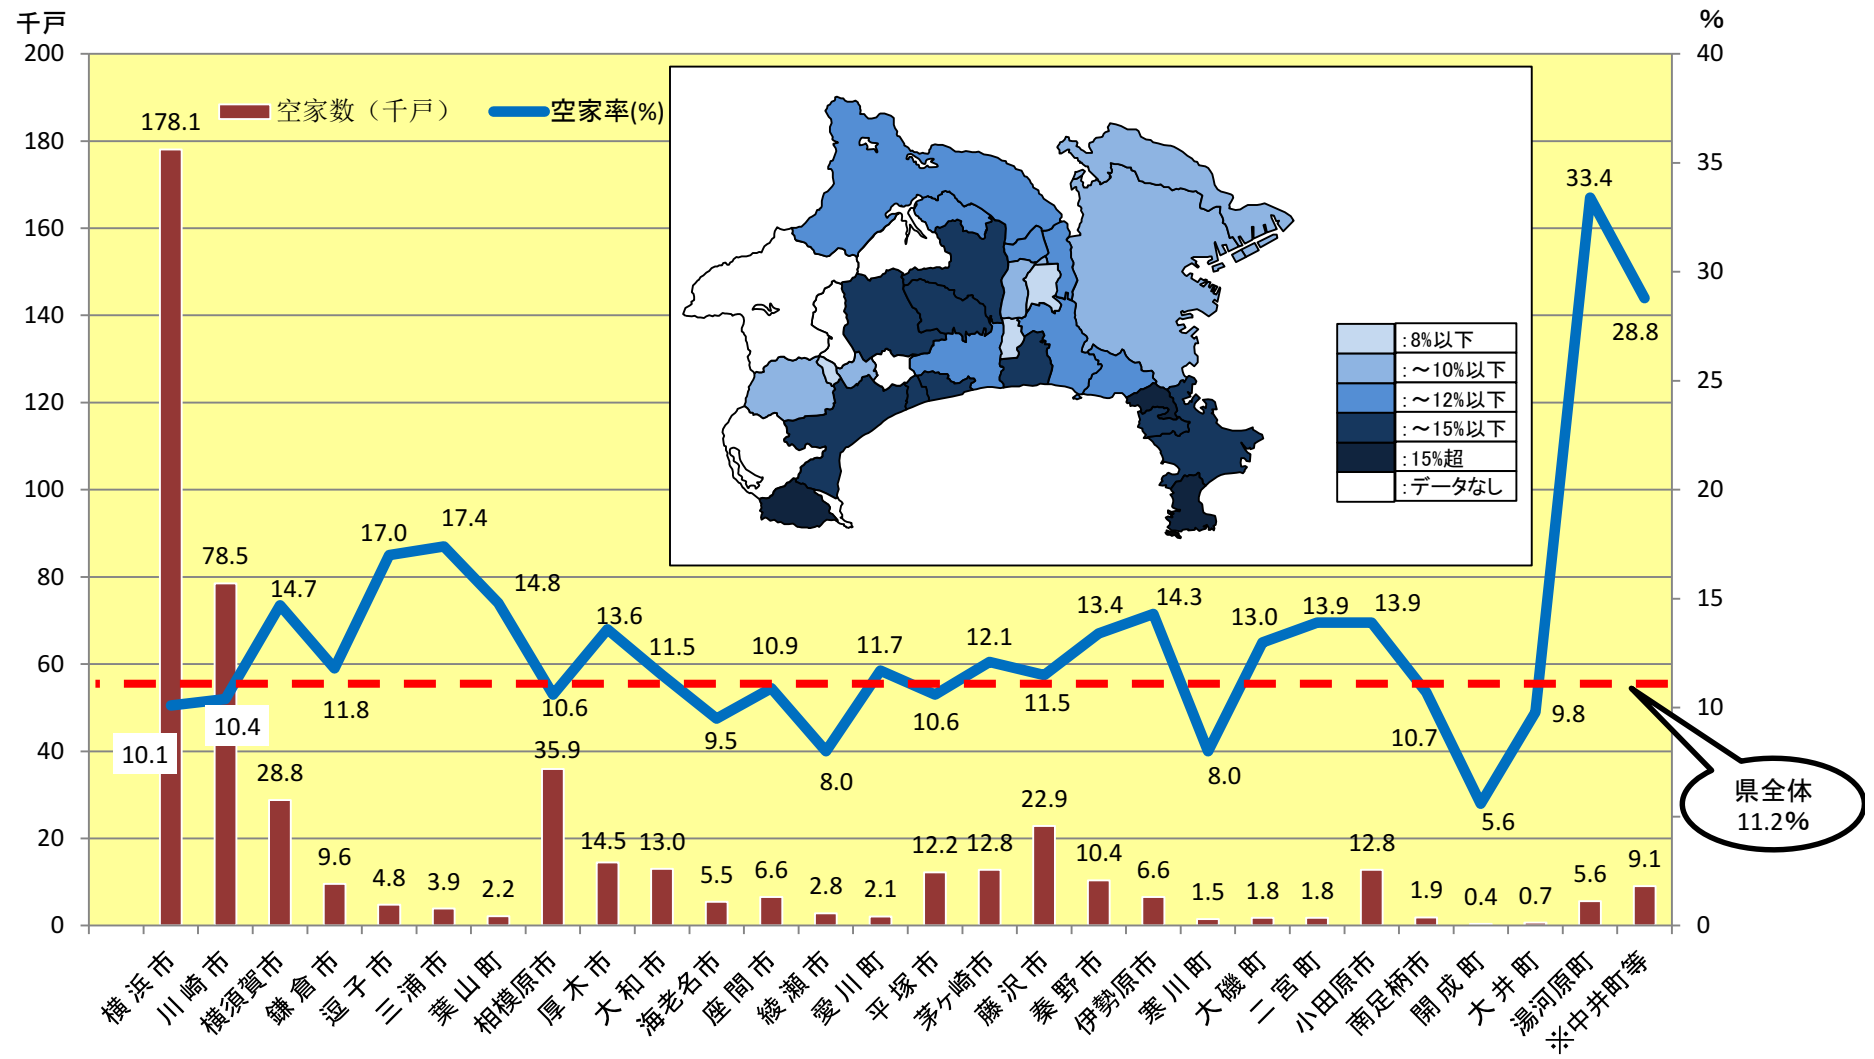 千戸
%
200
180
160
140
120
100
80
60
40
20
0
40
35
30
25
20
15
10
0
空家数（千戸）
空家率(%)
：8%以下
：～10%以下
：～12%以下
：～15%以下
：15%超
：データなし
178.1
78.5
28.8
9.6
4.8
3.9
2.2
35.9
14.5
13.0
5.5
6.6
2.8
2.1
12.2
12.8
22.9
10.4
6.6
1.5
1.8
1.8
12.8
1.9
0.4
0.7
5.6
9.1
10.1
10.4
14.7
11.8
17.0
17.4
14.8
10.6
13.6
11.5
9.5
10.9
8.0
11.7
10.6
12.1
11.5
13.4
14.3
8.0
13.0
13.9
13.9
10.7
5.6
9.8
33.4
28.8
県全体
11.2%
横浜市
川崎市
横須賀市
鎌倉市
逗子市
三浦市
葉山町
相模原市
厚木市
大和市
海老名市
座間市
綾瀬市
愛川町
平塚市
茅ヶ崎市
藤沢市
秦野市
伊勢原市
寒川町
大磯町
二宮町
小田原市
南足柄市
開成町
大井町
湯河原町
※中井町等